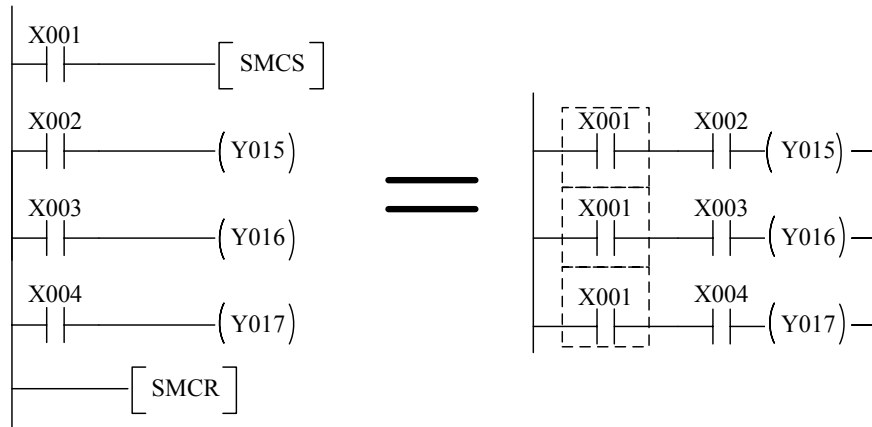 X001
SMCS
X002
Y015
X003
Y016
X004
Y017
SMCR
X001 X002
Y015
X001 X003
Y016
X001 X004
Y017